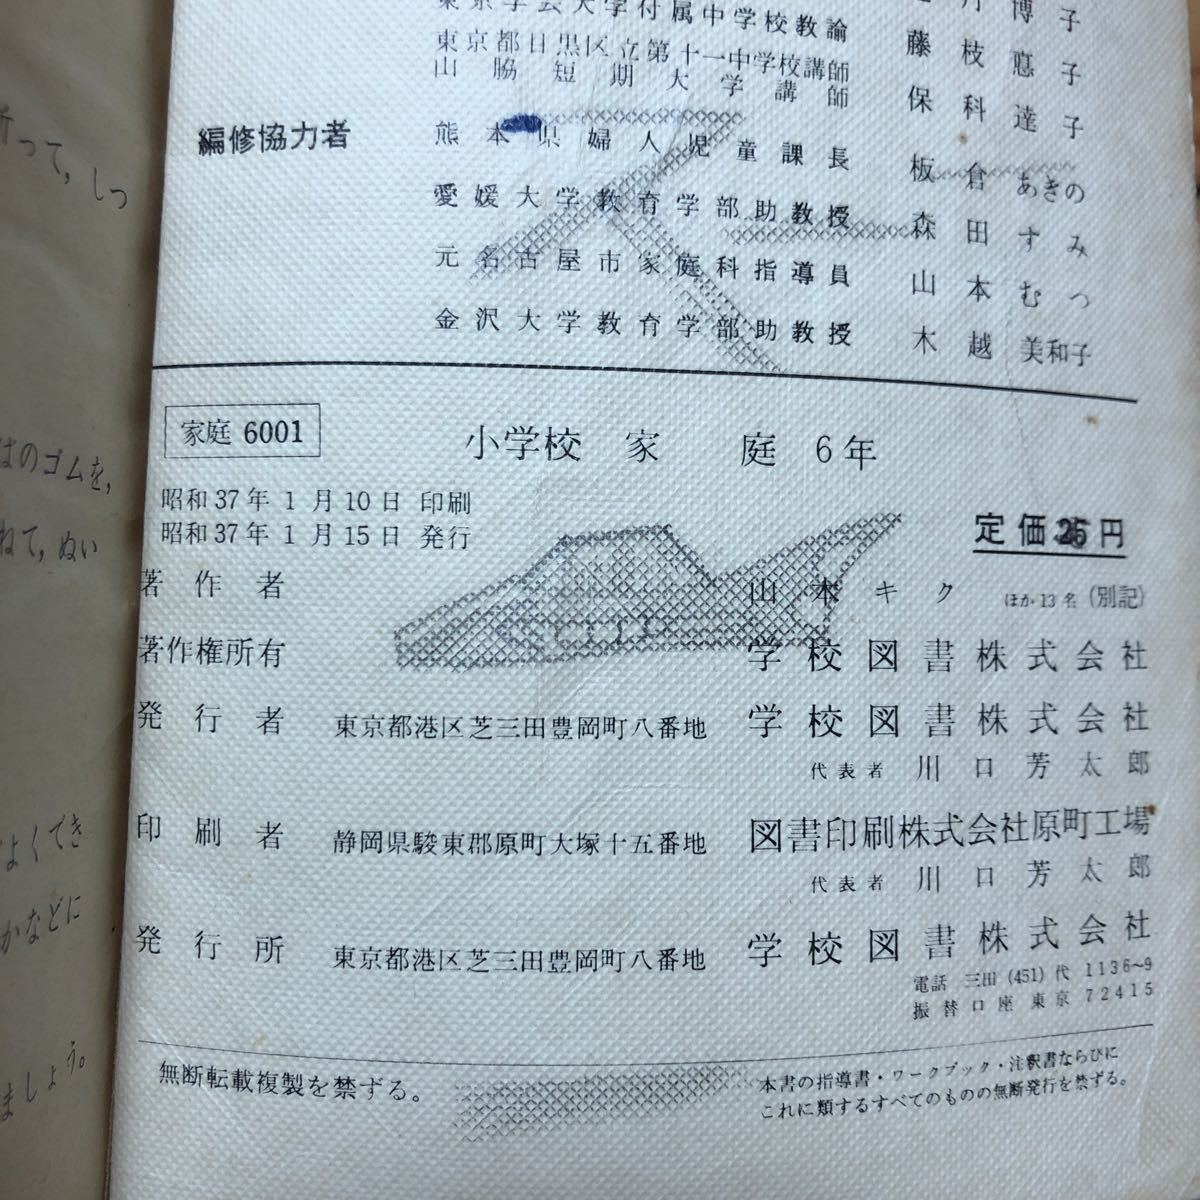 折って，しつ
はのゴムを，
ねて，ぬい
よくでき
かなどに
ましょう。
東京学芸大学付属中学校教諭
博子
東京都目黒区立第十一中学校講師 藤枝惪子
山脇短期大学講師 保科達子
編修協力者
熊本県婦人児童課長 板倉あきの
愛媛大学教育学部助教授 森田すみ
元名古屋市家庭科指導員 山本むつ
金沢大学教育学部助教授 木越美和子
家庭 6001
小学校 家 庭 6年
昭和37年 1月10日 印刷
昭和37年 1月15日 発行
定価 円
著作者 山本キク ほか13名（別記）
著作権所有 学校図書株式会社
発行者 東京都港区芝三田豊岡町八番地 学校図書株式会社
代表者 川口芳太郎
印刷者 静岡県駿東郡原町大塚十五番地 図書印刷株式会社原町工場
代表者 川口芳太郎
発行所 東京都港区芝三田豊岡町八番地 学校図書株式会社
電話 三田 (451) 代 1136~9
振替口座 東京 72415
無断転載複製を禁ずる。
本書の指導書・ワークブック・注釈書ならびに
これに類するすべてのものの無断発行を禁ずる。